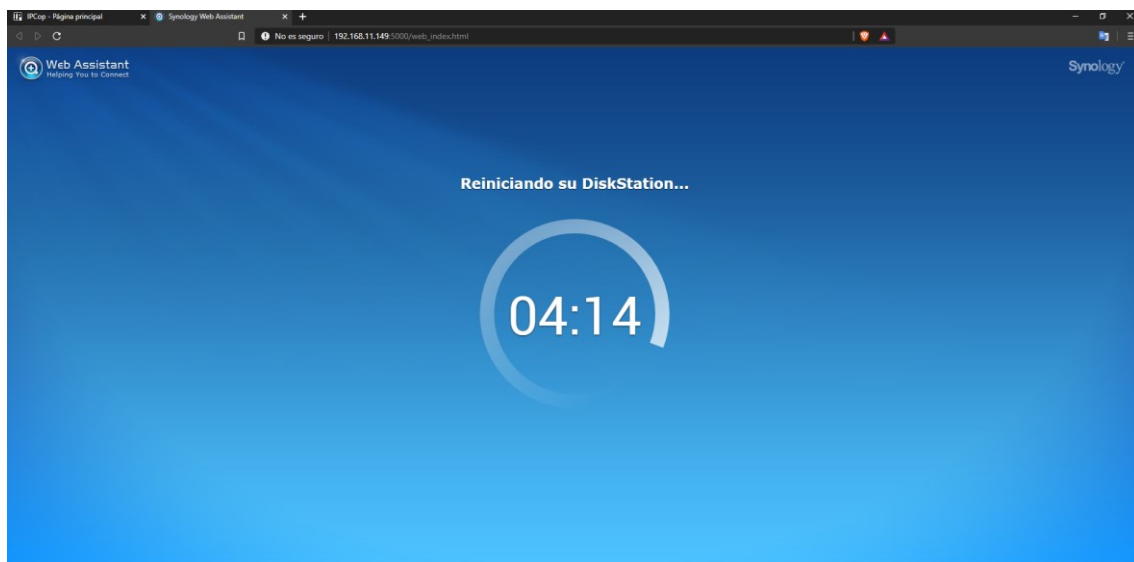 IPCop - Página principal
Synology Web Assistant
No es seguro | 192.168.11.149:5000/web_index.html
Web Assistant
Helping You to Connect
Synology
Reiniciando su DiskStation...
04:14